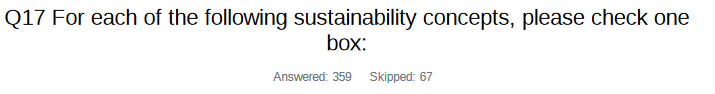 Q17 For each of the following sustainability concepts, please check one
box:
Answered: 359 Skipped: 67